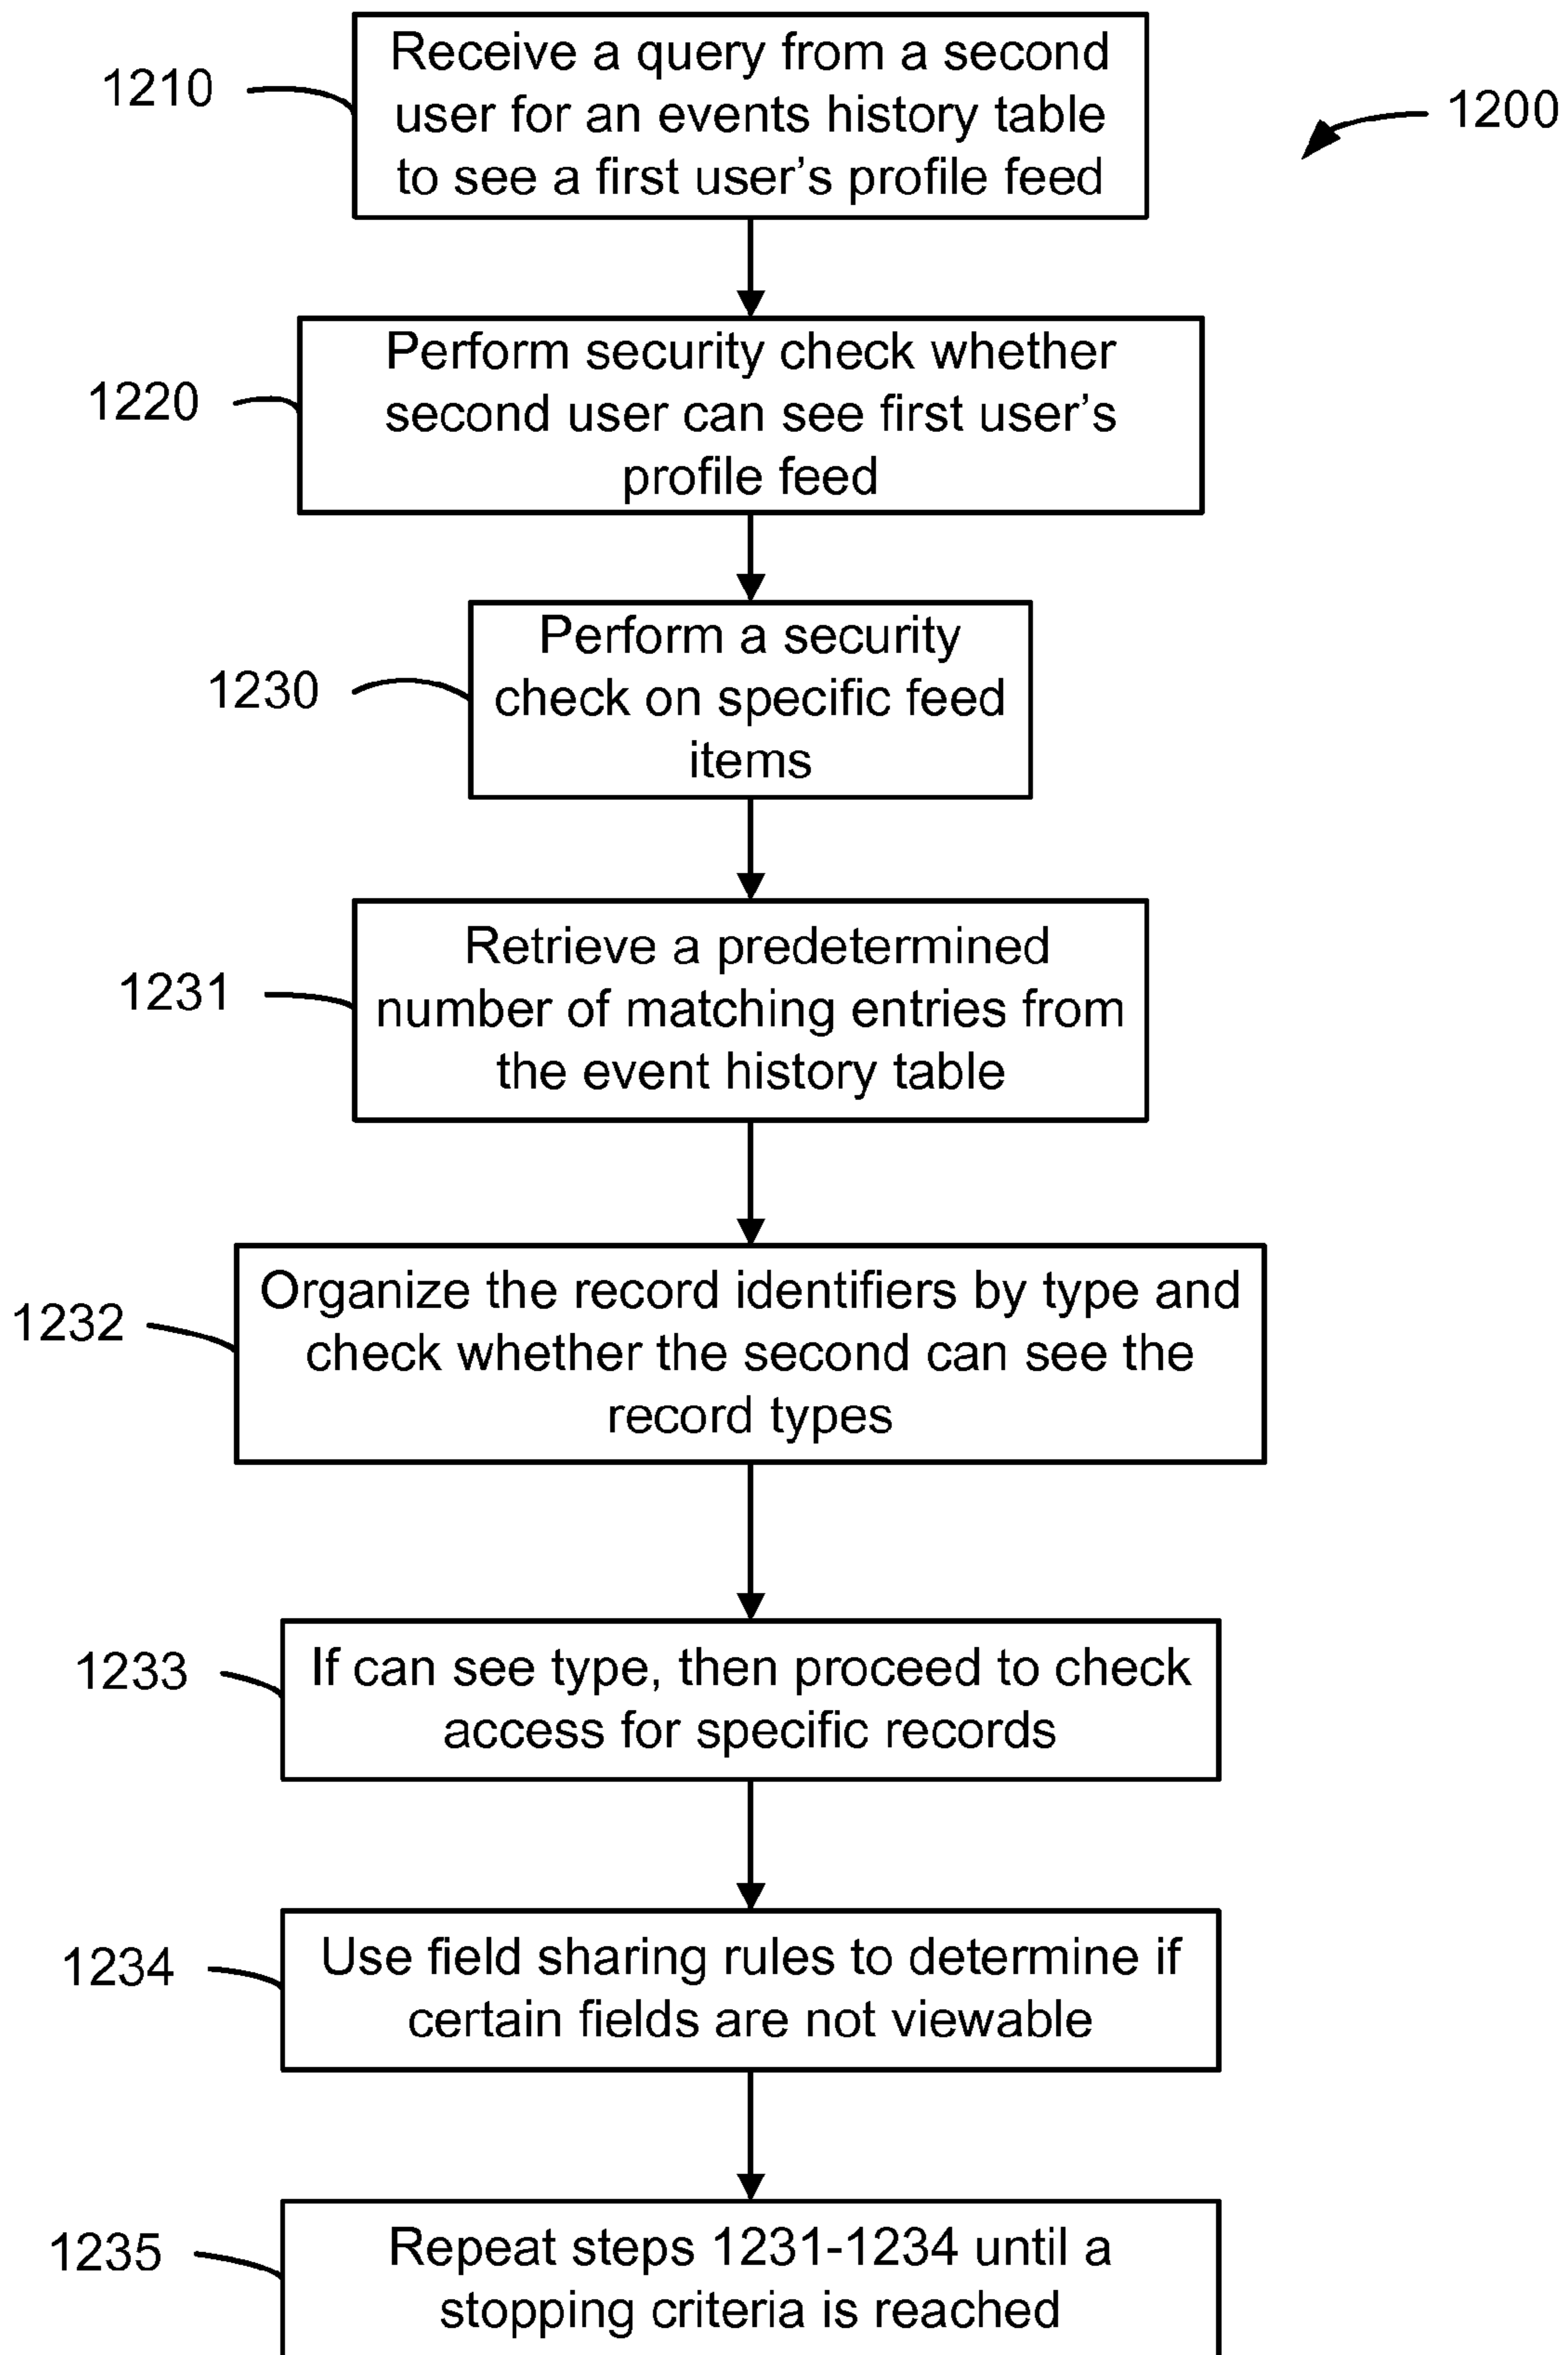 1210
Receive a query from a second
user for an events history table
to see a first user's profile feed
1200
1220
Perform security check whether
second user can see first user's
profile feed
1230
Perform a security
check on specific feed
items
1231
Retrieve a predetermined
number of matching entries from
the event history table
1232
Organize the record identifiers by type and
check whether the second can see the
record types
1233
If can see type, then proceed to check
access for specific records
1234
Use field sharing rules to determine if
certain fields are not viewable
1235
Repeat steps 1231-1234 until a
stopping criteria is reached